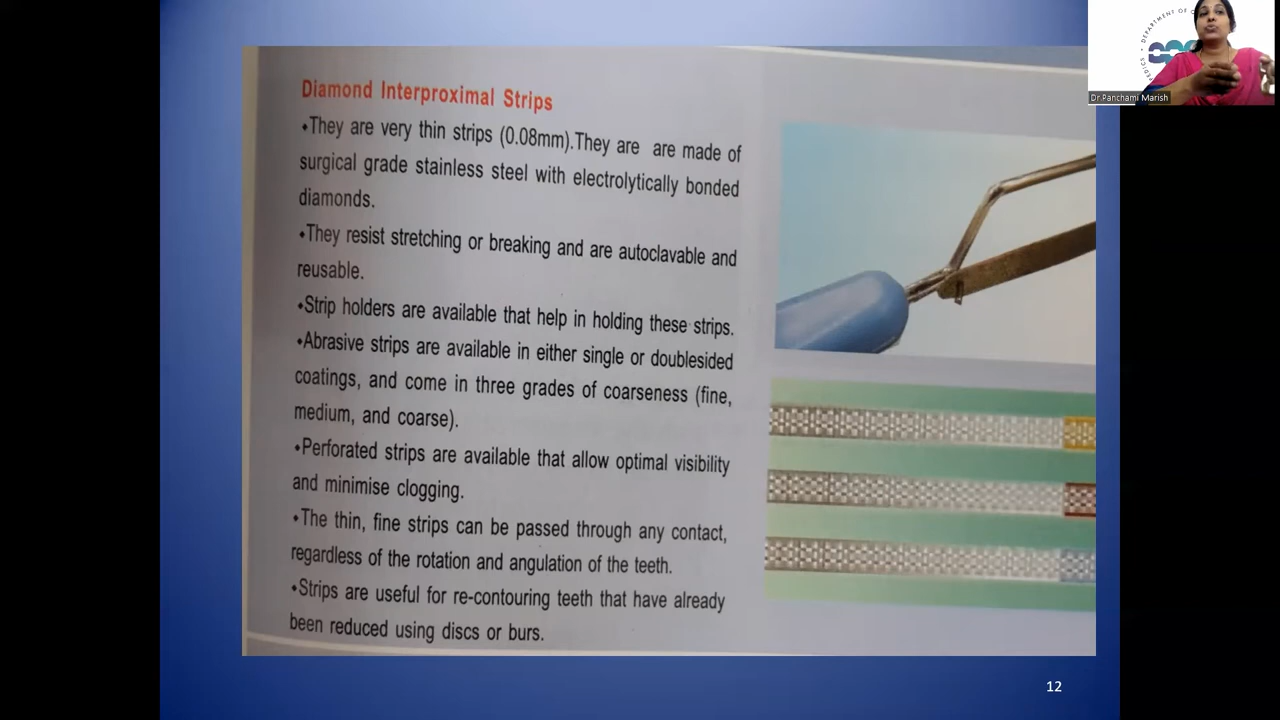 DEPARTMENT OF
Dr Panchami Marish
Diamond Interproximal Strips
•They are very thin strips (0.08mm).They are are made of
surgical grade stainless steel with electrolytically bonded
diamonds.
•They resist stretching or breaking and are autoclavable and
reusable.
•Strip holders are available that help in holding these strips.
•Abrasive strips are available in either single or doublesided
coatings, and come in three grades of coarseness (fine,
medium, and coarse).
•Perforated strips are available that allow optimal visibility
and minimise clogging.
•The thin, fine strips can be passed through any contact,
regardless of the rotation and angulation of the teeth.
•Strips are useful for re-contouring teeth that have already
been reduced using discs or burs.
12